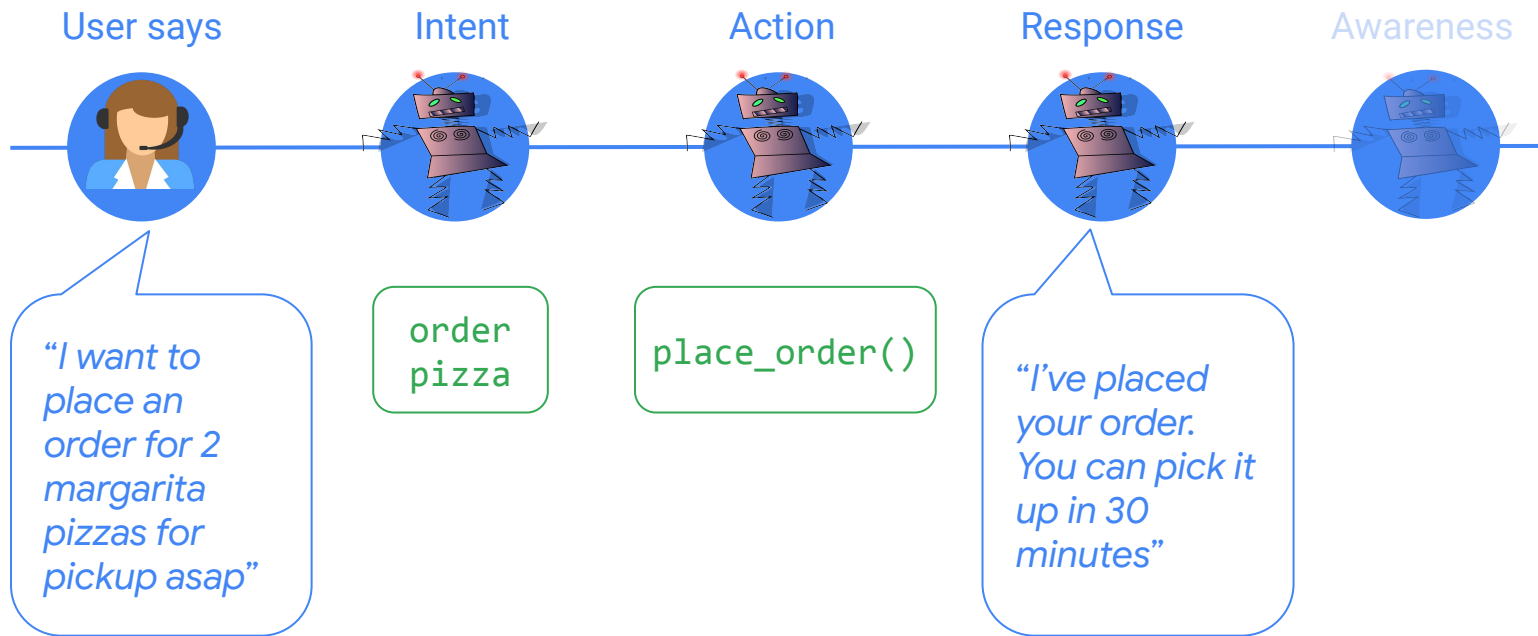 User says
Intent
Action
Response
Awareness
“I want to
place an
order for 2
margarita
pizzas for
pickup asap”
order
pizza
place_order()
“I’ve placed
your order.
You can pick it
up in 30
minutes”